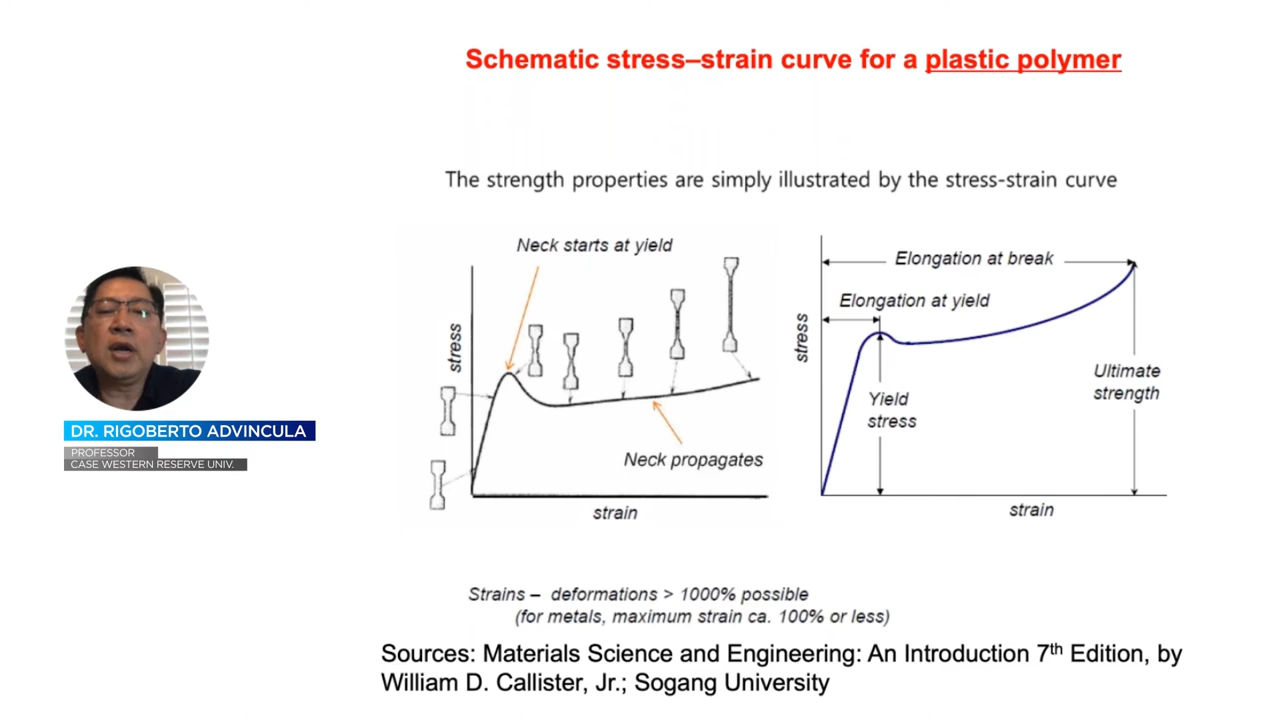 Schematic stress–strain curve for a plastic polymer
The strength properties are simply illustrated by the stress-strain curve
Neck starts at yield
stress
Neck propagates
strain
Elongation at break
Elongation at yield
stress
Yield
stress
Ultimate
strength
strain
DR. RIGOBERTO ADVINCULA
PROFESSOR
CASE WESTERN RESERVE UNIV.
Strains – deformations > 1000% possible
(for metals, maximum strain ca. 100% or less)
Sources: Materials Science and Engineering: An Introduction 7th Edition, by
William D. Callister, Jr.; Sogang University